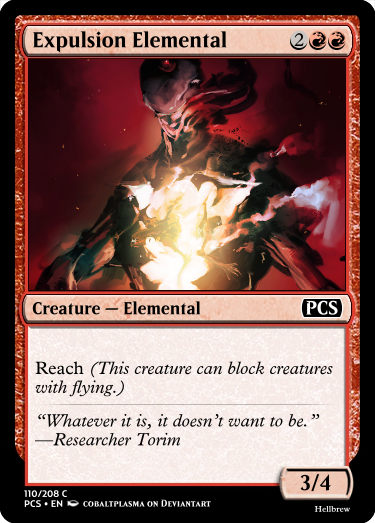 Expulsion Elemental 2
Creature — Elemental PCS
Reach (This creature can block creatures
with flying.)
“Whatever it is, it doesn’t want to be.”
—Researcher Torim
3/4
110/208 C
PCS • EN COBALTPLASMA ON DEVIANTART
Hellbrew